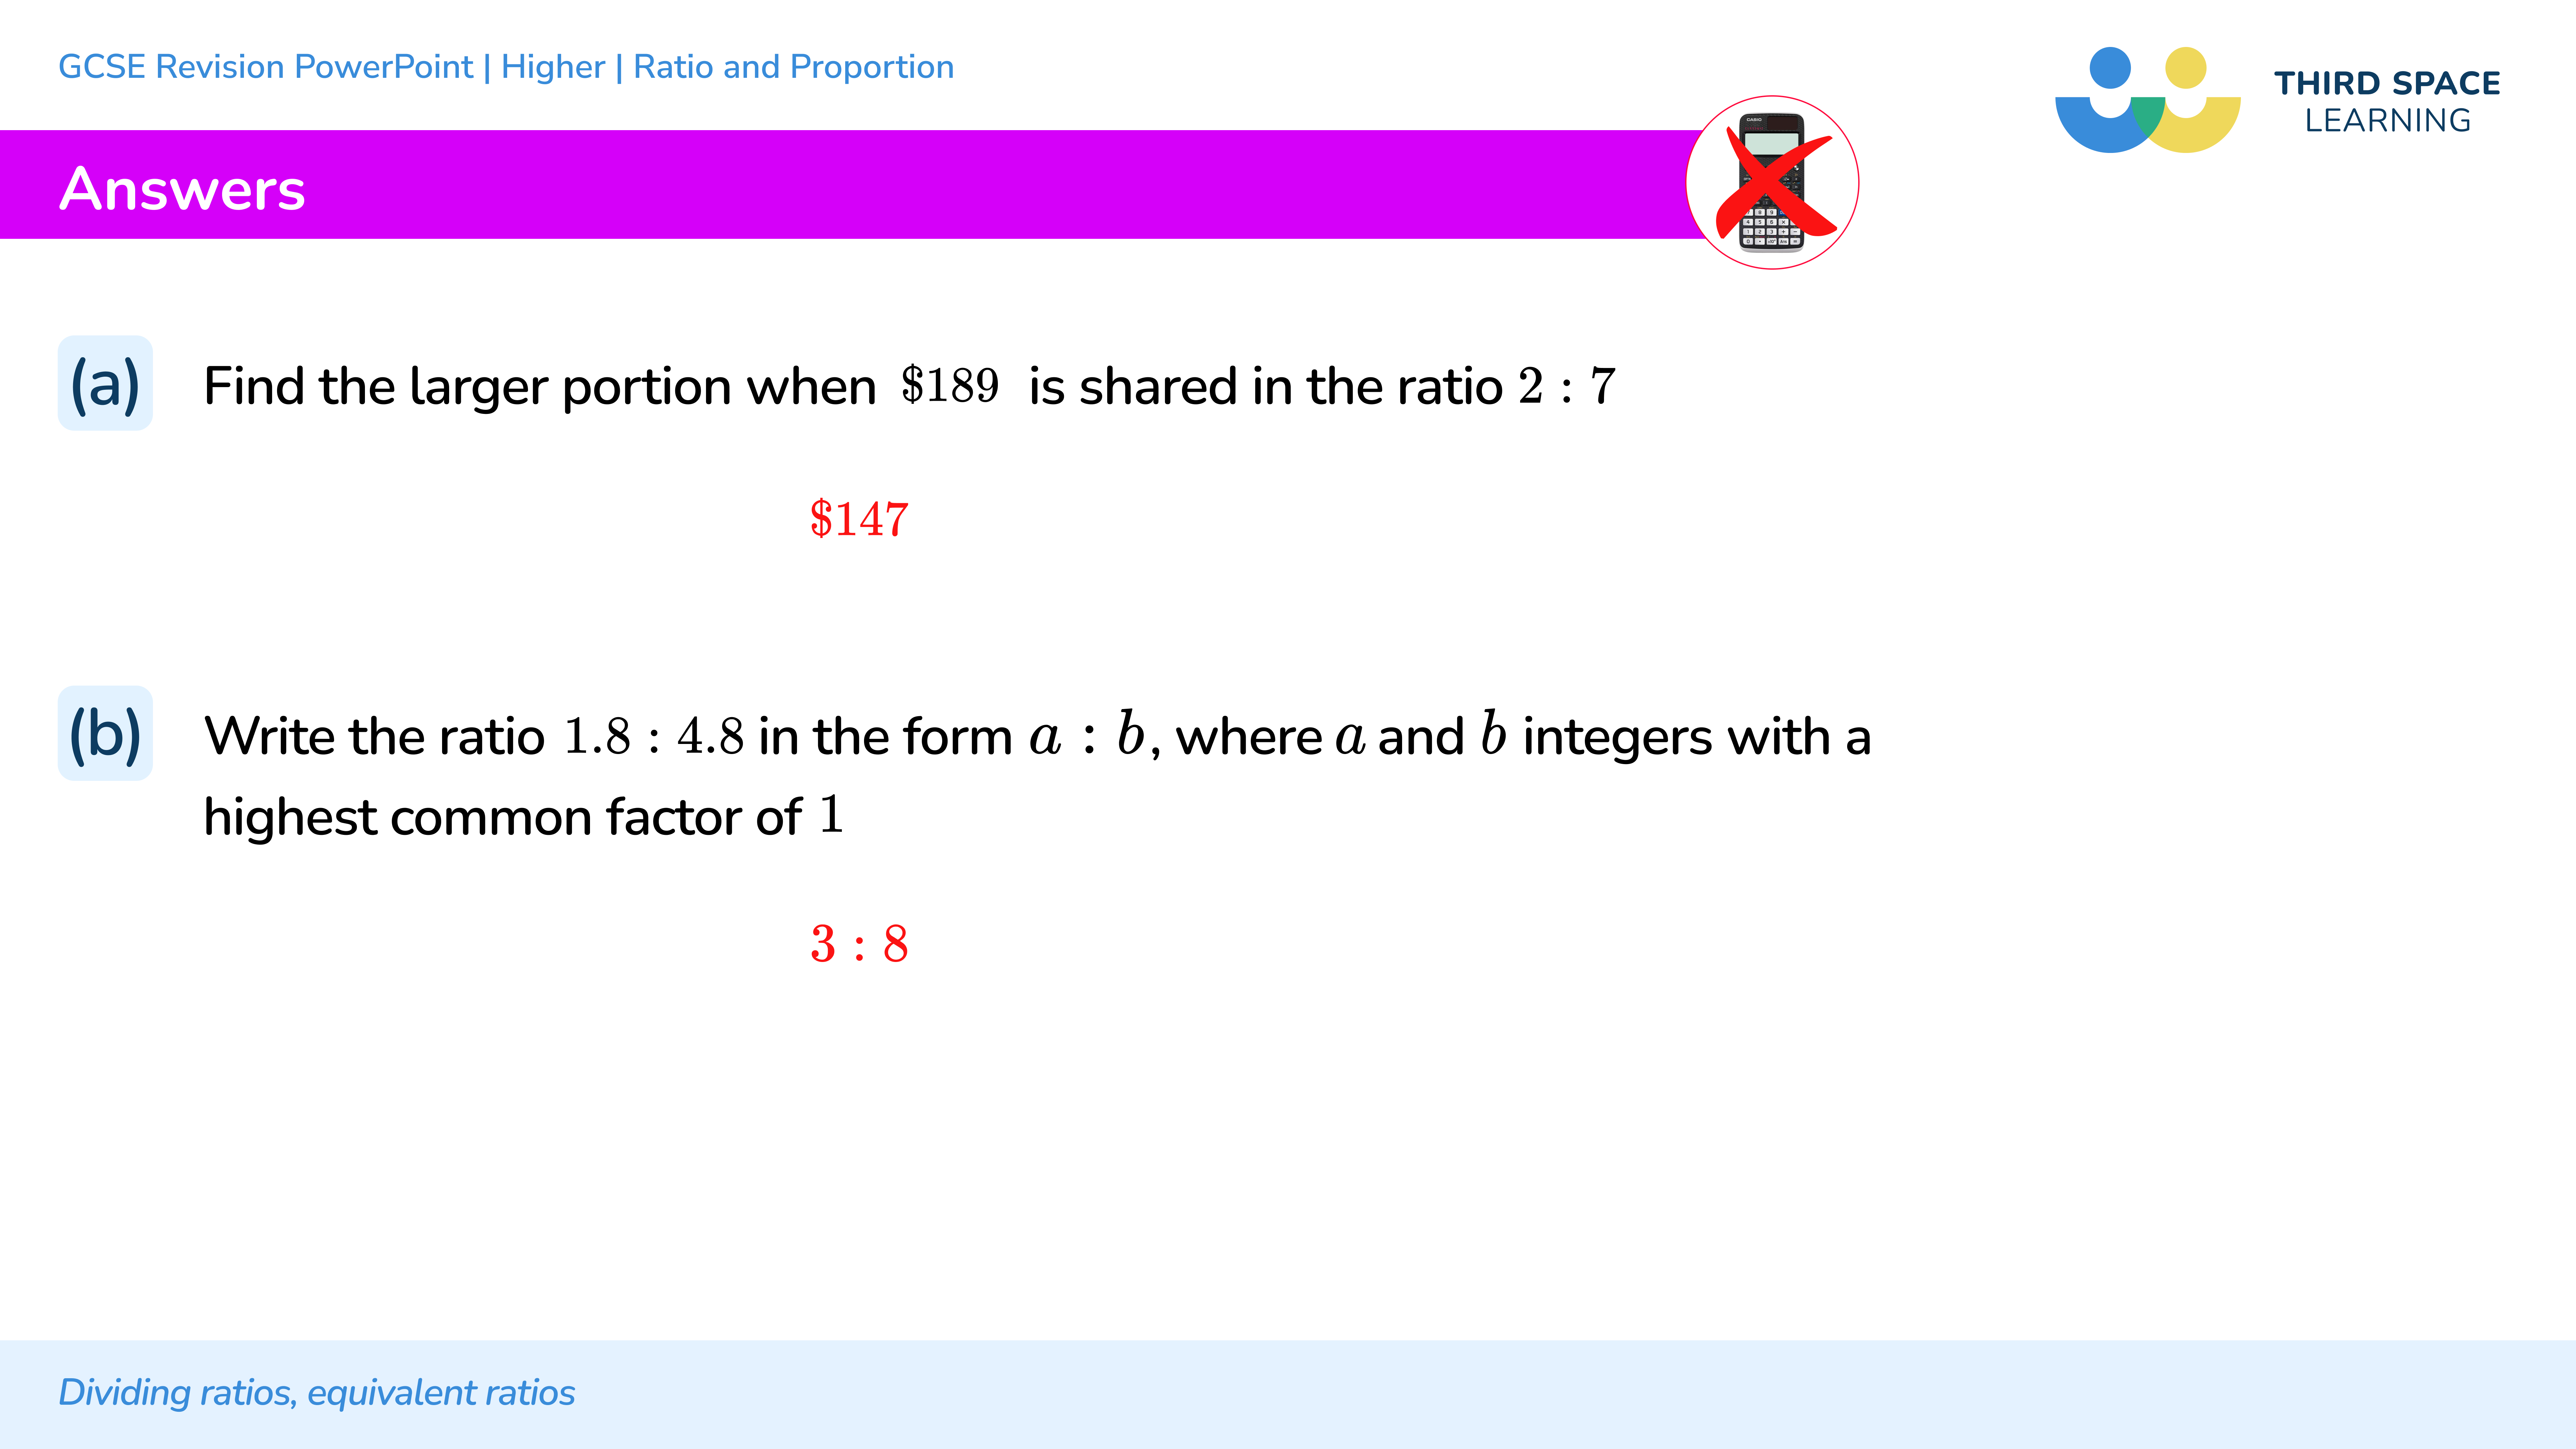 GCSE Revision PowerPoint | Higher | Ratio and Proportion
THIRD SPACE
LEARNING
Answers
CASIO
(a) Find the larger portion when $189 is shared in the ratio 2 : 7
$147
(b) Write the ratio 1.8 : 4.8 in the form a : b, where a and b integers with a
highest common factor of 1
3 : 8
Dividing ratios, equivalent ratios